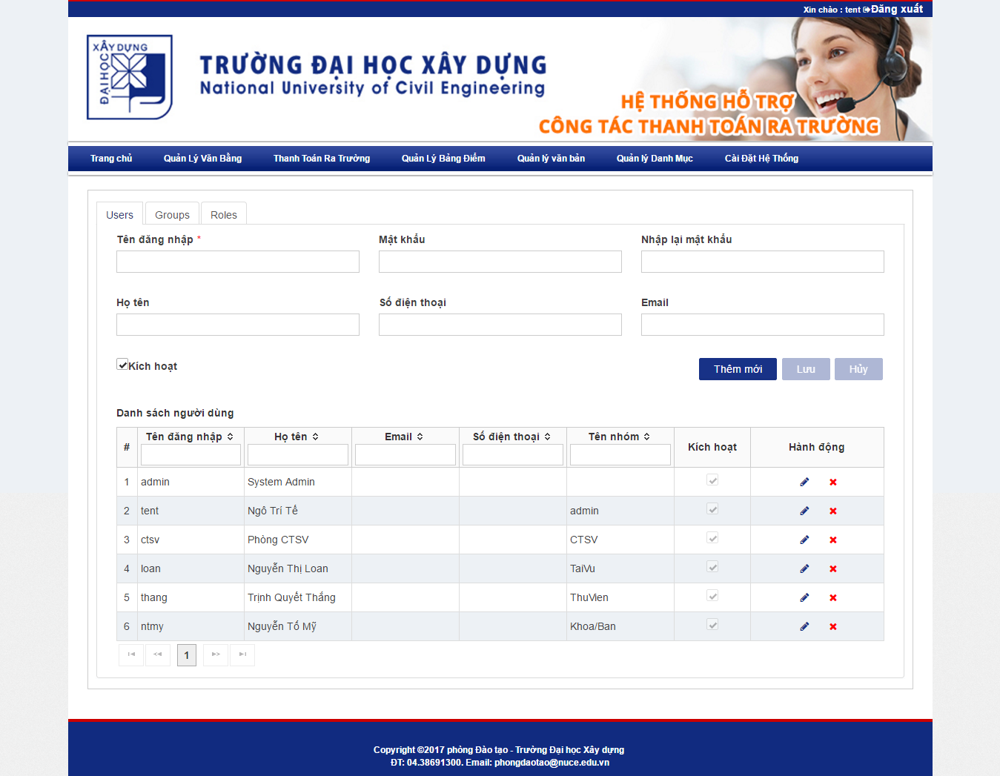 Xin chào : tent Đăng xuất
ĐẠI HỌC XÂY DỰNG
TRƯỜNG ĐẠI HỌC XÂY DỰNG
National University of Civil Engineering
HỆ THỐNG HỖ TRỢ
CÔNG TÁC THANH TOÁN RA TRƯỜNG
Trang chủ Quản Lý Văn Bằng Thanh Toán Ra Trường Quản Lý Bảng Điểm Quản lý văn bản Quản lý Danh Mục Cài Đặt Hệ Thống
Users Groups Roles
Tên đăng nhập * Mật khẩu Nhập lại mật khẩu
Họ tên Số điện thoại Email
Kích hoạt Thêm mới Lưu Hủy
Danh sách người dùng
# Tên đăng nhập Họ tên Email Số điện thoại Tên nhóm Kích hoạt Hành động
1 admin System Admin
2 tent Ngô Trí Tế admin
3 ctsv Phòng CTSV CTSV
4 loan Nguyễn Thị Loan TaiVu
5 thang Trịnh Quyết Thắng ThuVien
6 ntmy Nguyễn Tố Mỹ Khoa/Ban
1
Copyright ©2017 phòng Đào tạo - Trường Đại học Xây dựng
ĐT: 04.38691300. Email: phongdaotao@nuce.edu.vn